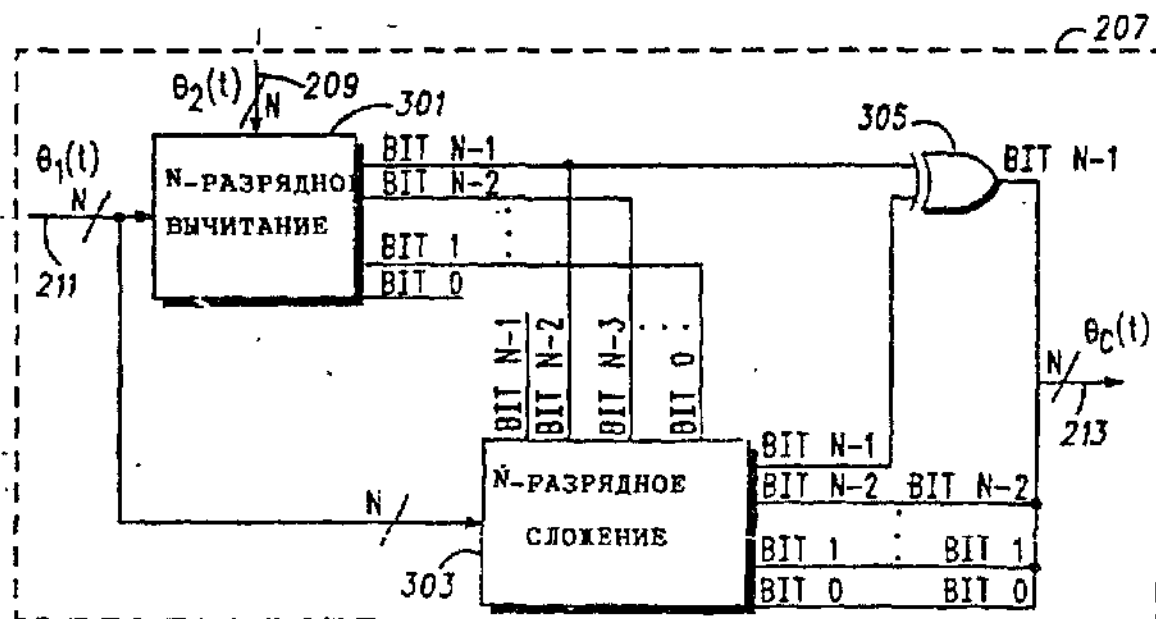 207
θ2(t)
209
N
301
305
θ1(t)
N
211
N-РАЗРЯДНОЕ
ВЫЧИТАНИЕ
BIT N-1
BIT N-2
BIT 1
BIT 0
BIT N-1
BIT N-1
BIT N-2
BIT N-3
BIT 0
θC(t)
N
213
N
303
N-РАЗРЯДНОЕ
СЛОЖЕНИЕ
BIT N-1
BIT N-2 BIT N-2
BIT 1 BIT 1
BIT 0 BIT 0